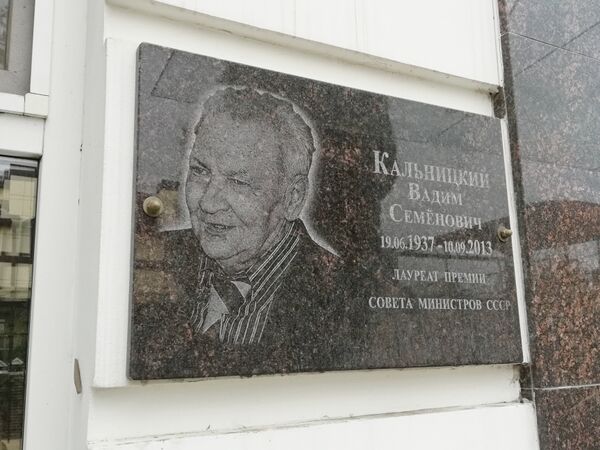 Кальницкий
Вадим
Семёнович
19.06.1937 - 10.09.2013
лауреат премии
Совета министров СССР